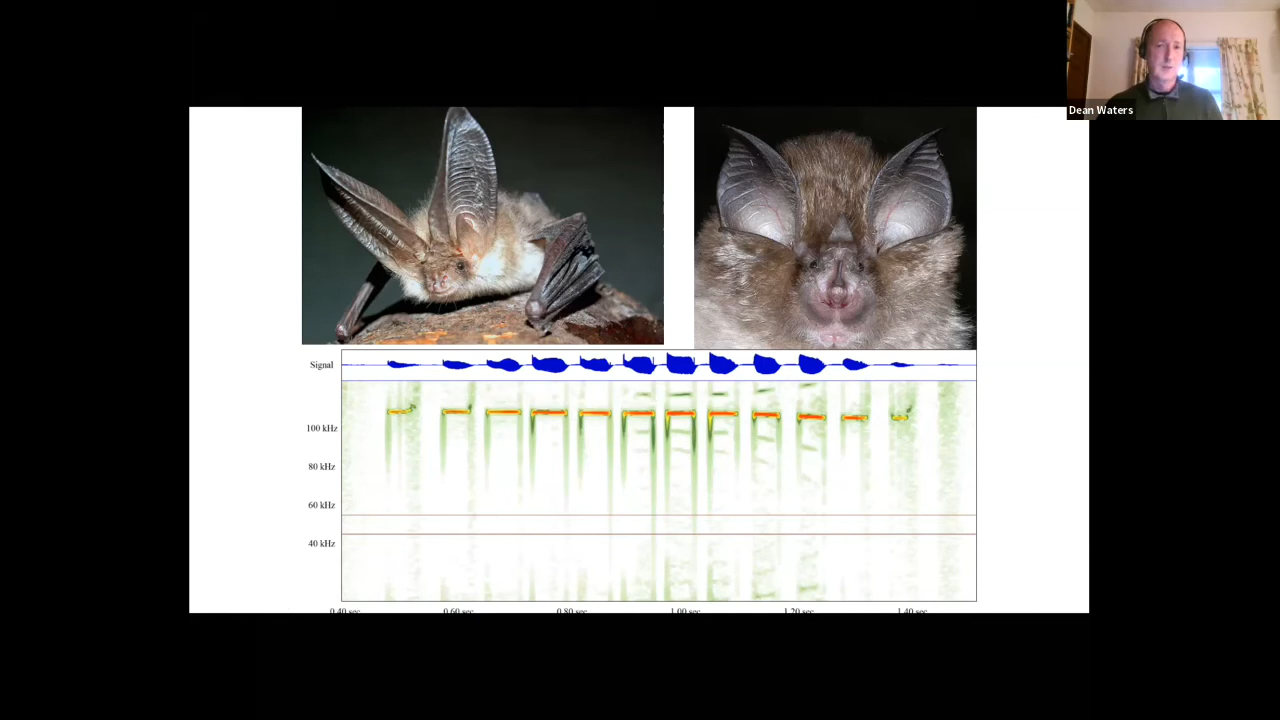 Dean Waters
Signal
100 kHz
80 kHz
60 kHz
40 kHz
0.40 sec 0.60 sec 0.80 sec 1.00 sec 1.20 sec 1.40 sec